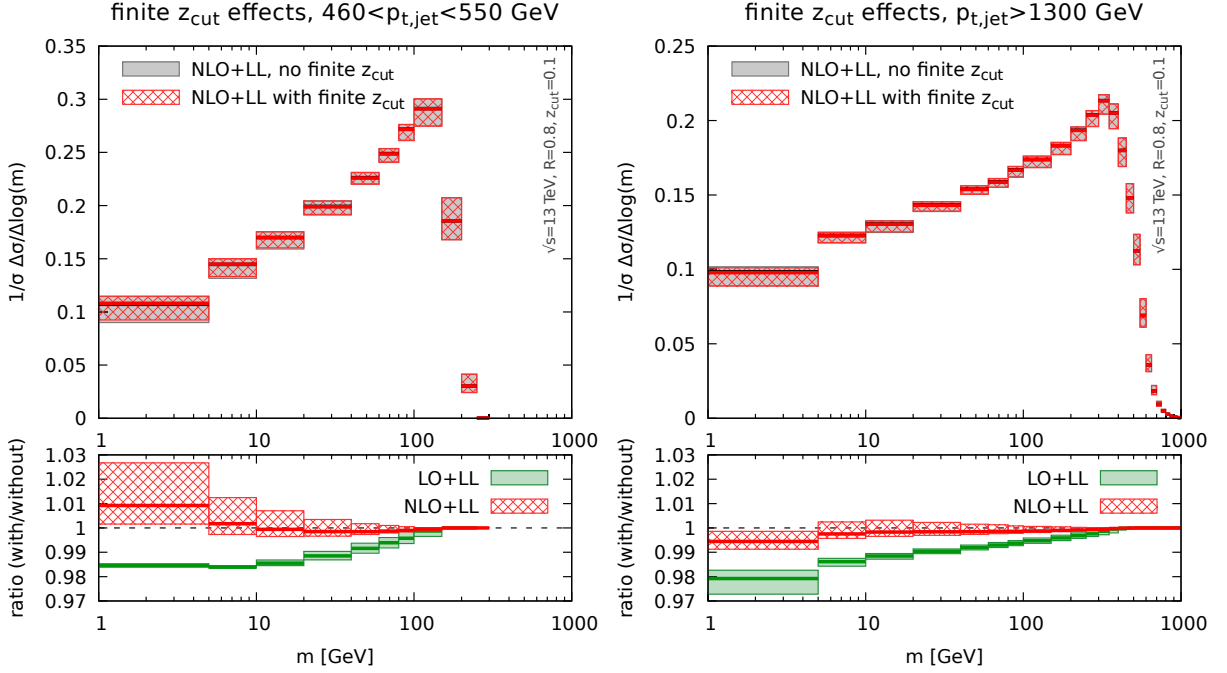 finite z_cut effects, 460<p_t,jet<550 GeV
0.35
0.3
0.25
0.2
0.15
0.1
0.05
0
1/σ Δσ/Δlog(m)
NLO+LL, no finite z_cut
NLO+LL with finite z_cut
√s=13 TeV, R=0.8, z_cut=0.1
1 10 100 1000
1.03
1.02
1.01
1
0.99
0.98
0.97
ratio (with/without)
LO+LL
NLO+LL
1 10 100 1000
m [GeV]
finite z_cut effects, p_t,jet>1300 GeV
0.25
0.2
0.15
0.1
0.05
0
1/σ Δσ/Δlog(m)
NLO+LL, no finite z_cut
NLO+LL with finite z_cut
√s=13 TeV, R=0.8, z_cut=0.1
1 10 100 1000
1.03
1.02
1.01
1
0.99
0.98
0.97
ratio (with/without)
LO+LL
NLO+LL
1 10 100 1000
m [GeV]